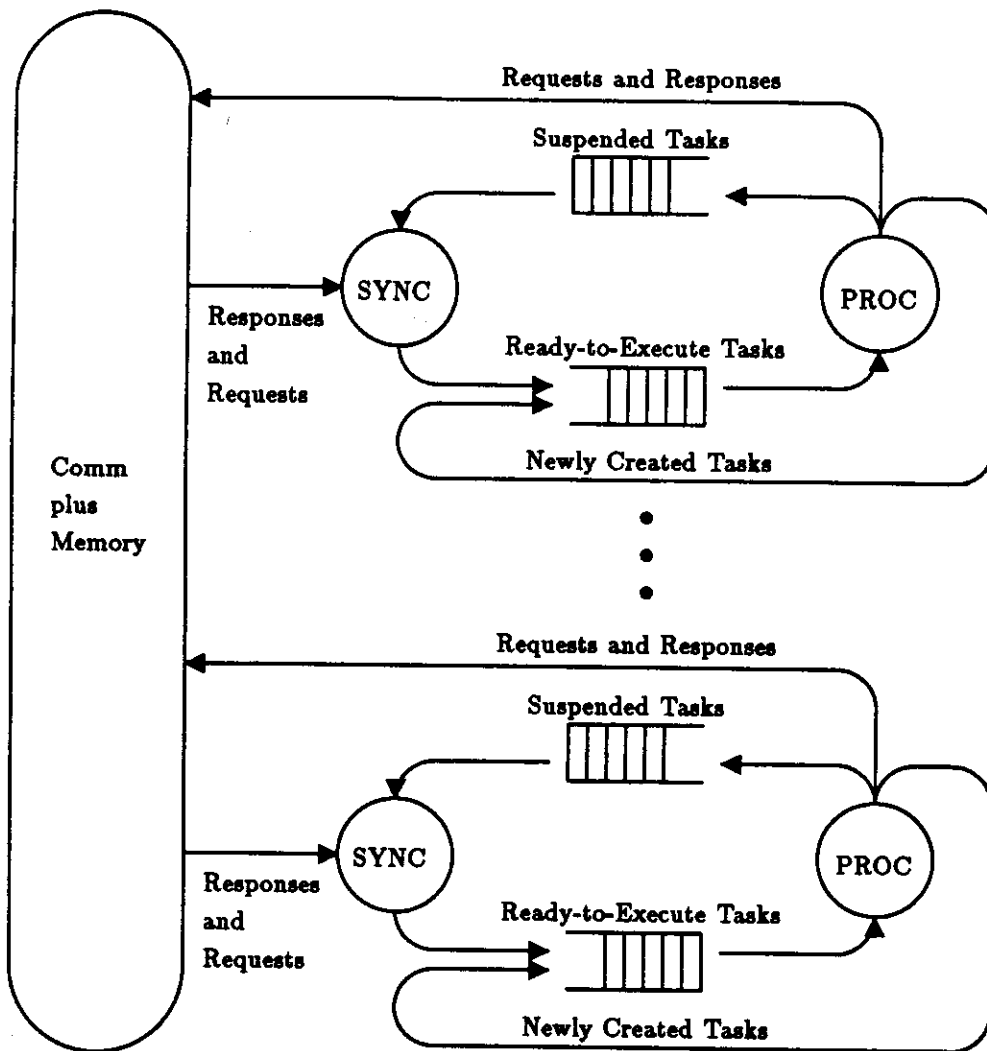 Requests and Responses
Suspended Tasks
SYNC
PROC
Responses
and
Requests
Ready-to-Execute Tasks
Newly Created Tasks
Comm
plus
Memory
Requests and Responses
Suspended Tasks
SYNC
PROC
Responses
and
Requests
Ready-to-Execute Tasks
Newly Created Tasks